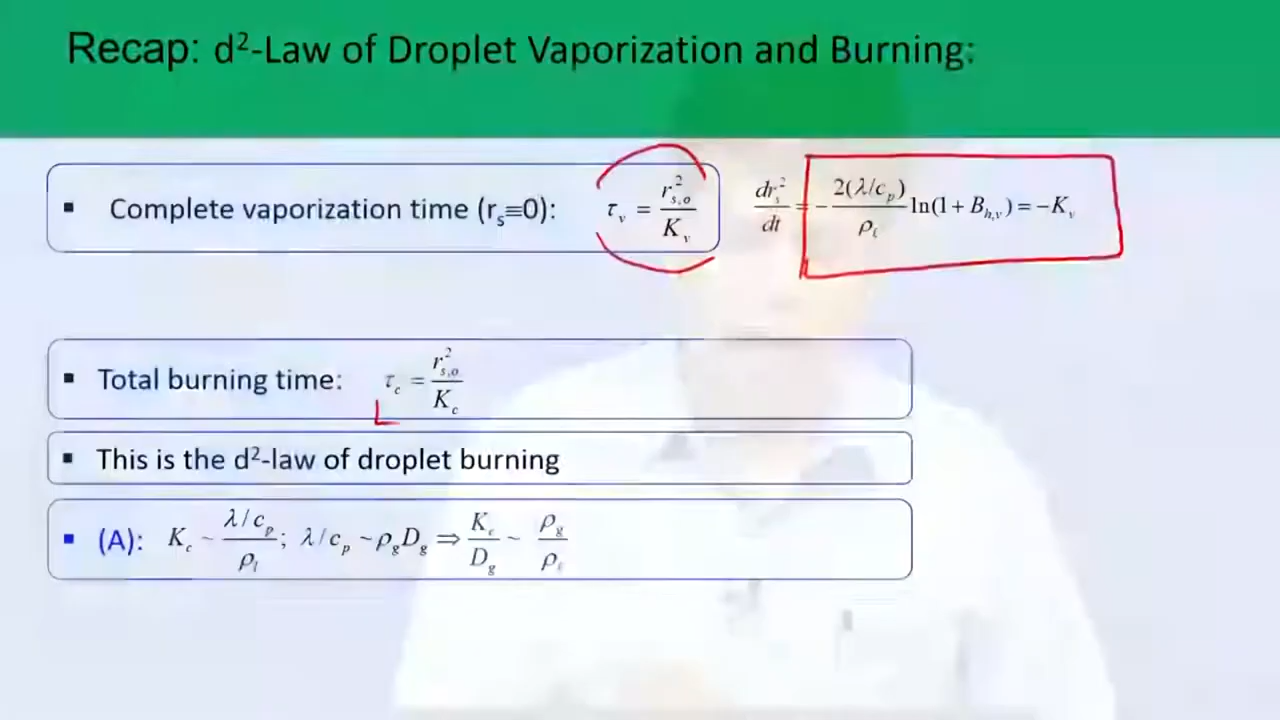 Recap: d²-Law of Droplet Vaporization and Burning:
▪ Complete vaporization time (rₛ≡0): τᵥ = r²ₛ,ₒ / Kᵥ    drₛ²/dt = −(2(λ/cₚ)/ρₗ) ln(1 + B_{h,v}) = −Kᵥ
▪ Total burning time: τ_c = r²ₛ,ₒ / K_c
▪ This is the d²-law of droplet burning
▪ (A): K_c ~ (λ/cₚ)/ρₗ; λ/cₚ ~ ρ_g D_g ⇒ K_c/D_g ~ ρ_g/ρₗ